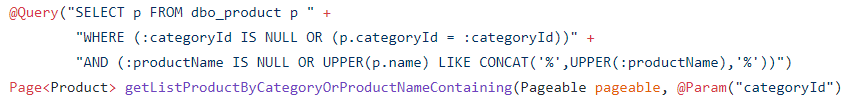 @Query("SELECT p FROM dbo_product p " +
"WHERE (:categoryId IS NULL OR (p.categoryId = :categoryId))" +
"AND (:productName IS NULL OR UPPER(p.name) LIKE CONCAT('%',UPPER(:productName),'%'))")
Page<Product> getListProductByCategoryOrProductNameContaining(Pageable pageable, @Param("categoryId")